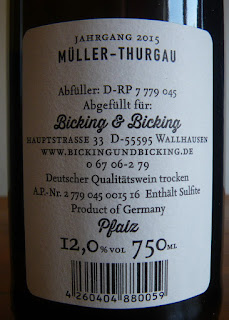 JAHRGANG 2015
MÜLLER-THURGAU
Abfüller: D-RP 7 779 045
Abgefüllt für:
Bicking & Bicking
HAUPTSTRASSE 33 D-55595 WALLHAUSEN
WWW.BICKINGUNDBICKING.DE
0 67 06-2 79
Deutscher Qualitätswein trocken
A.P.-Nr. 2 779 045 0015 16 Enthält Sulfite
Product of Germany
Pfalz
12,0% VOL 750ML
4 260404 880059